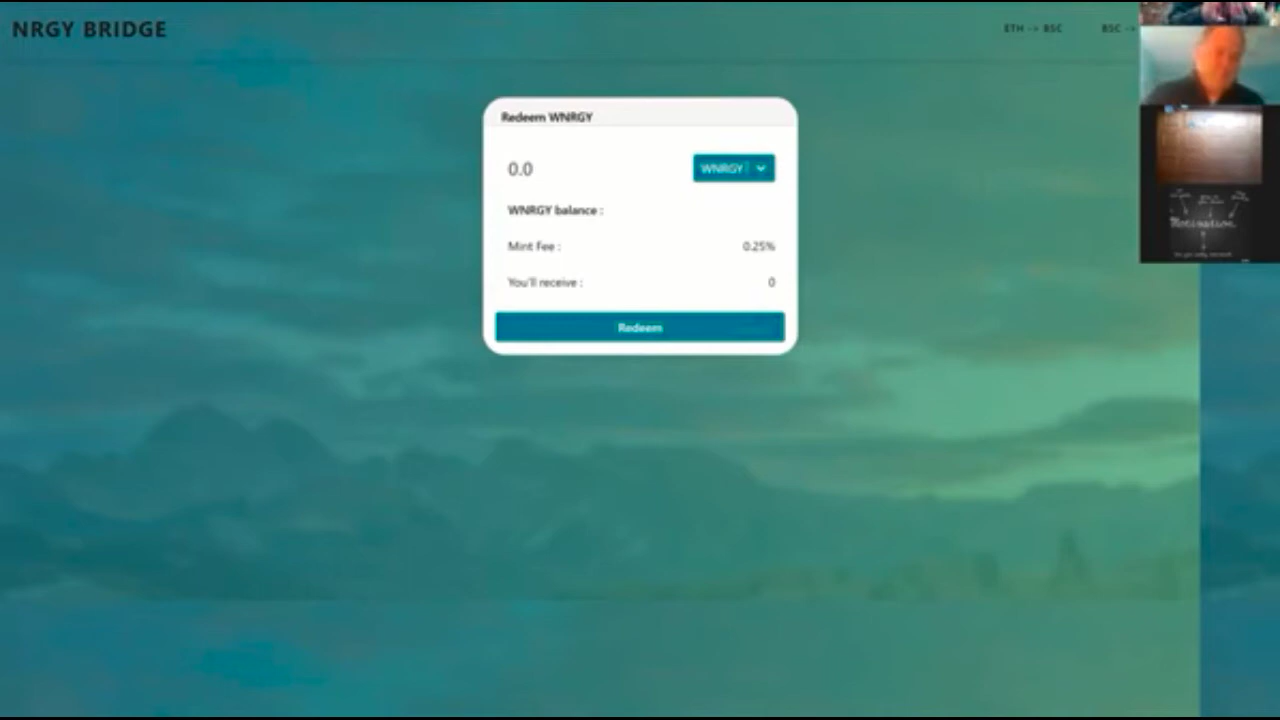 NRGY BRIDGE
ETH -> BSC
BSC ->
Redeem WNRGY
0.0
WNRGY
WNRGY balance :
Mint Fee :
0.25%
You'll receive :
0
Redeem
Motivation